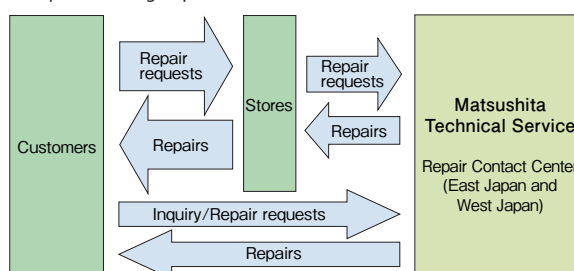 Customers
Repair
requests
Repairs
Stores
Repair
requests
Repairs
Inquiry/Repair requests
Repairs
Matsushita
Technical Service
Repair Contact Center
(East Japan and
West Japan)